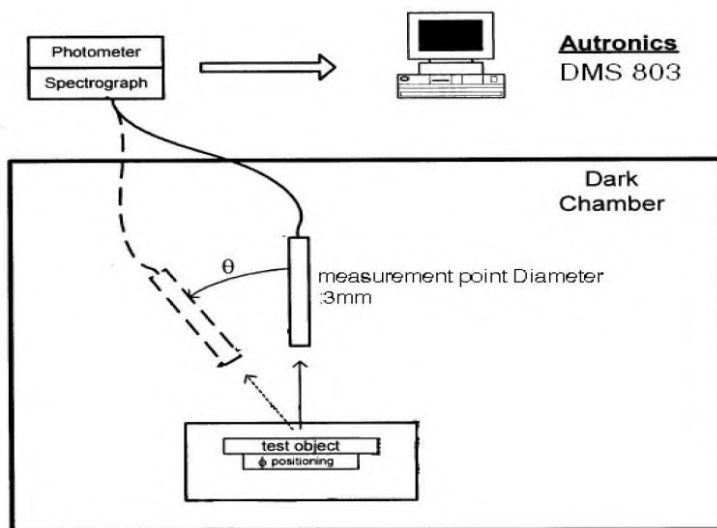 Photometer
Spectrograph
Autronics
DMS 803
Dark
Chamber
θ
measurement point Diameter
:3mm
test object
ϕ positioning